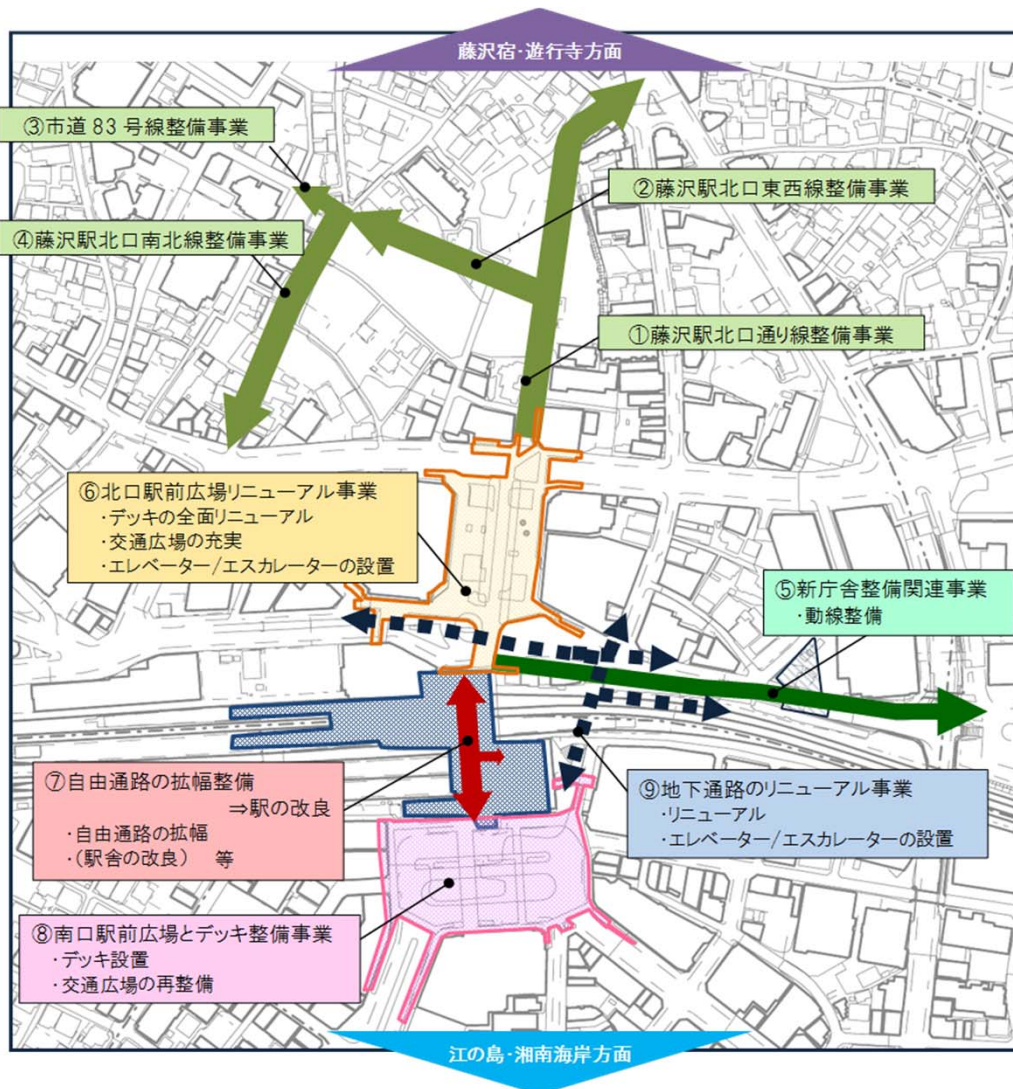 藤沢宿・遊行寺方面
③市道83号線整備事業
②藤沢駅北口東西線整備事業
④藤沢駅北口南北線整備事業
①藤沢駅北口通り線整備事業
⑥北口駅前広場リニューアル事業
・デッキの全面リニューアル
・交通広場の充実
・エレベーター/エスカレーターの設置
⑤新庁舎整備関連事業
・動線整備
⑦自由通路の拡幅整備
⇒駅の改良
・自由通路の拡幅
・(駅舎の改良) 等
⑨地下通路のリニューアル事業
・リニューアル
・エレベーター/エスカレーターの設置
⑧南口駅前広場とデッキ整備事業
・デッキ設置
・交通広場の再整備
江の島・湘南海岸方面